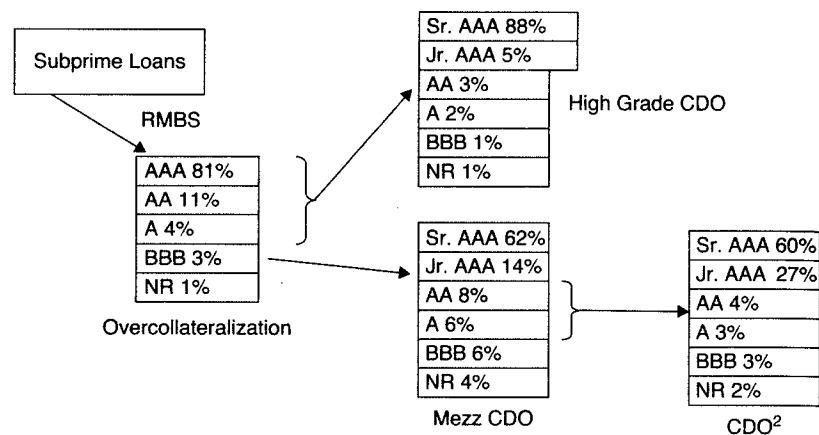 Subprime Loans
RMBS
AAA 81%
AA 11%
A 4%
BBB 3%
NR 1%
Overcollateralization
Sr. AAA 88%
Jr. AAA 5%
AA 3%
A 2%
BBB 1%
NR 1%
High Grade CDO
Sr. AAA 62%
Jr. AAA 14%
AA 8%
A 6%
BBB 6%
NR 4%
Mezz CDO
Sr. AAA 60%
Jr. AAA 27%
AA 4%
A 3%
BBB 3%
NR 2%
CDO²